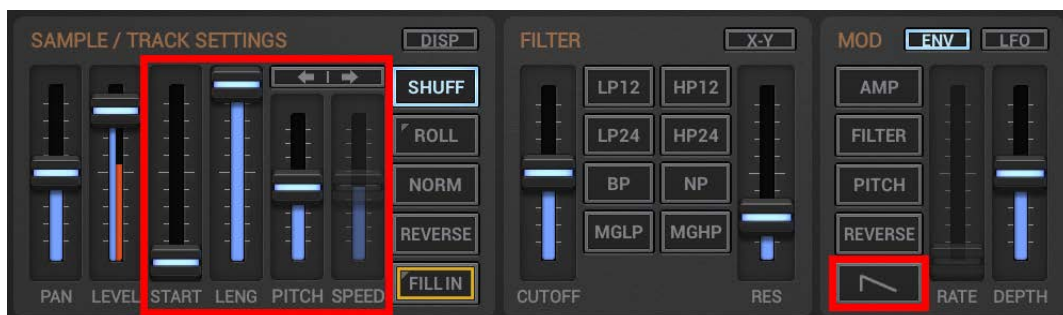 SAMPLE / TRACK SETTINGS DISP
SHUFF
ROLL
NORM
REVERSE
FILL IN
PAN LEVEL START LENG PITCH SPEED
FILTER X-Y
LP12 HP12
LP24 HP24
BP NP
MGLP MGHP
CUTOFF RES
MOD ENV LFO
AMP
FILTER
PITCH
REVERSE
RATE DEPTH